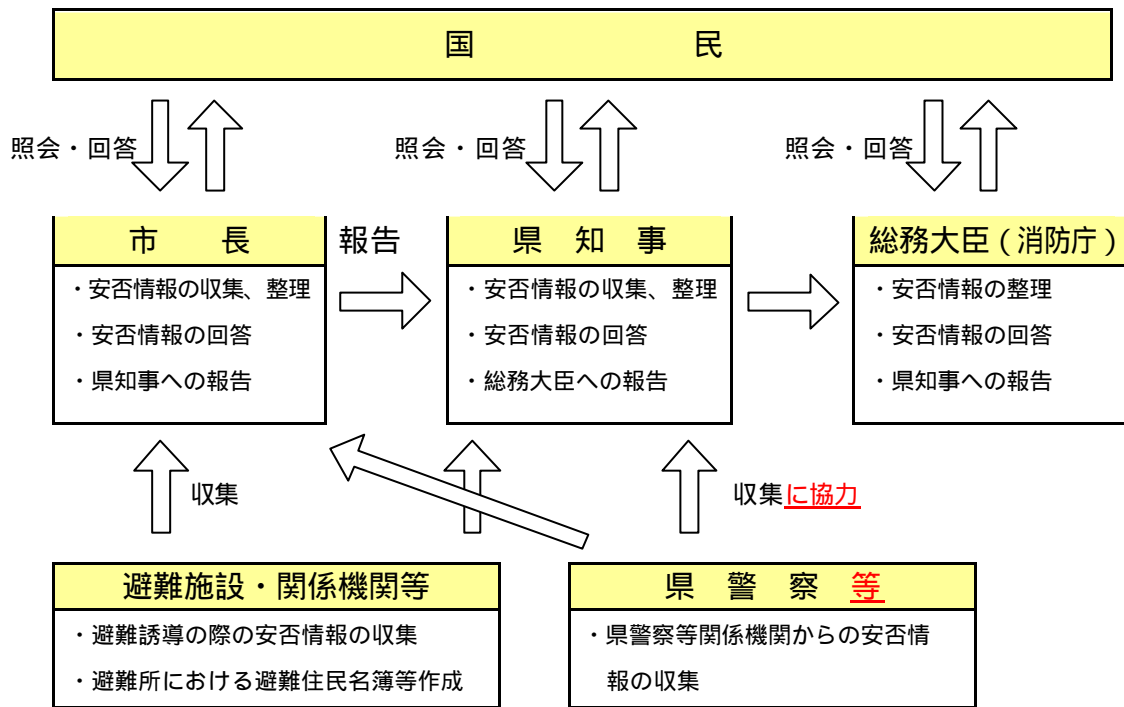 国 民
照会・回答
照会・回答
照会・回答
市 長
報告
県 知 事
総務大臣(消防庁)
・安否情報の収集、整理
・安否情報の回答
・県知事への報告
・安否情報の収集、整理
・安否情報の回答
・総務大臣への報告
・安否情報の整理
・安否情報の回答
・県知事への報告
収集
収集に協力
避難施設・関係機関等
・避難誘導の際の安否情報の収集
・避難所における避難住民名簿等作成
県 警 察 等
・県警察等関係機関からの安否情
報の収集